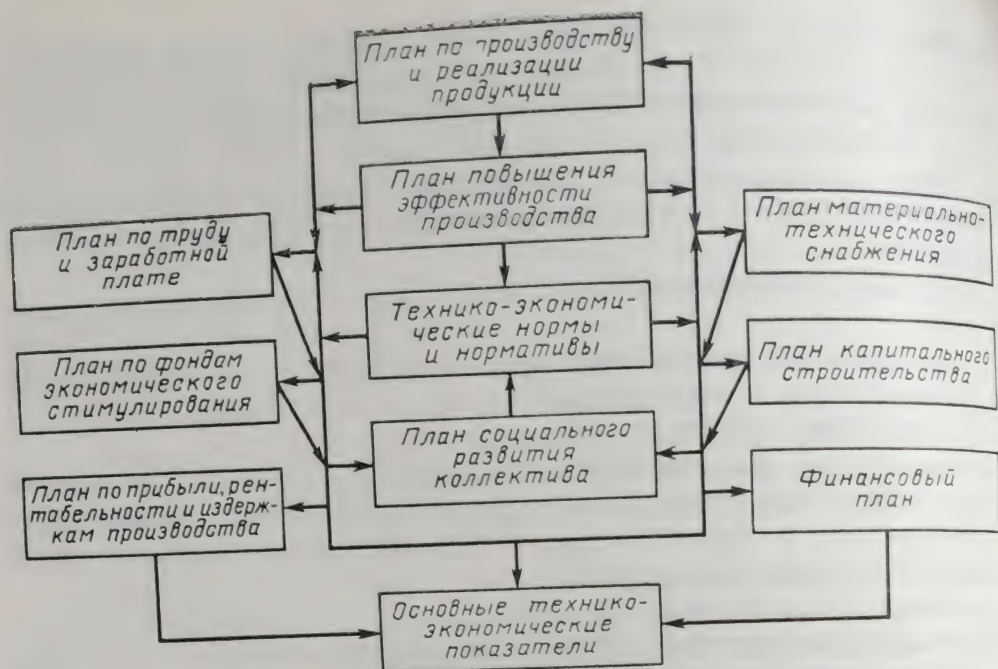 План по производству
и реализации
продукции
План повышения
эффективности
производства
План по труду
и заработной
плате
План материально-
технического
снабжения
Технико-экономи-
ческие нормы
и нормативы
План по фондам
экономического
стимулирования
План капитального
строительства
План социального
развития
коллектива
План по прибыли, рен-
табельности и издерж-
кам производства
Финансовый
план
Основные технико-
экономические
показатели